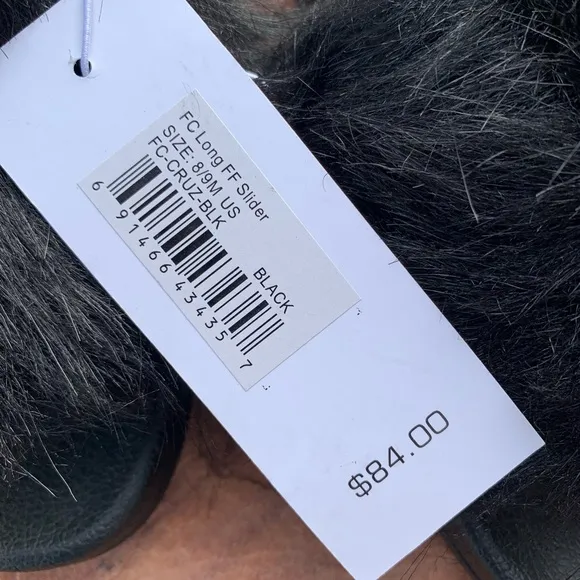 FC Long FF Slider
SIZE: 8/9M US
FC-CRUZ-BLK
BLACK
6 91466 43435 7
$84.00